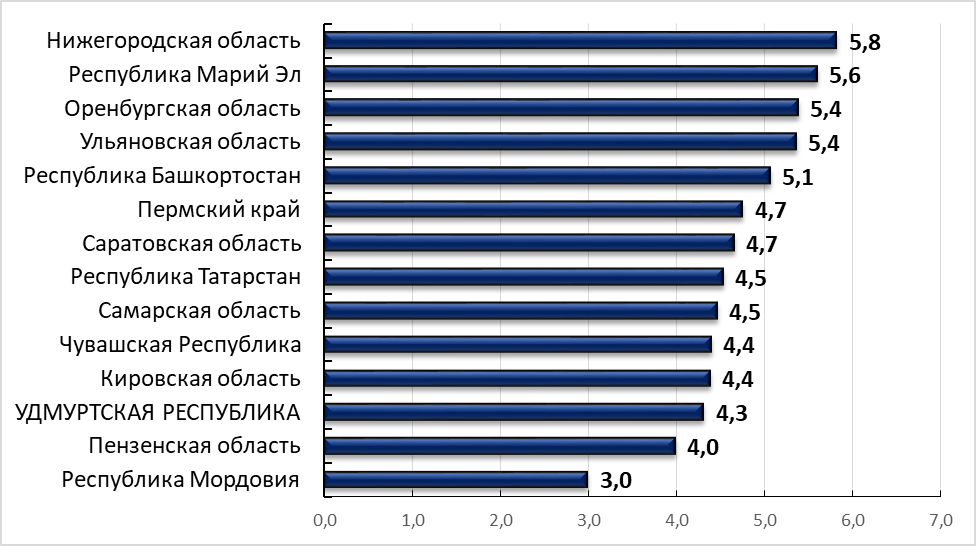 Нижегородская область 5,8
Республика Марий Эл 5,6
Оренбургская область 5,4
Ульяновская область 5,4
Республика Башкортостан 5,1
Пермский край 4,7
Саратовская область 4,7
Республика Татарстан 4,5
Самарская область 4,5
Чувашская Республика 4,4
Кировская область 4,4
УДМУРТСКАЯ РЕСПУБЛИКА 4,3
Пензенская область 4,0
Республика Мордовия 3,0
0,0 1,0 2,0 3,0 4,0 5,0 6,0 7,0